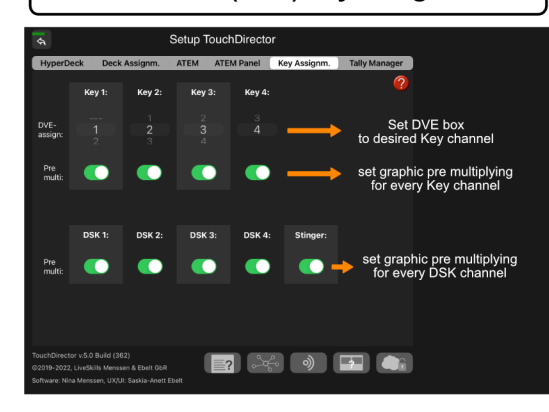 Setup TouchDirector
HyperDeck Deck Assignm. ATEM ATEM Panel Key Assignm. Tally Manager
?
Key 1: Key 2: Key 3: Key 4:
--- 1 2 3
DVE-
assign: 1 2 3 4
2 3 4
Set DVE box
to desired Key channel
Pre
multi:
set graphic pre multiplying
for every Key channel
DSK 1: DSK 2: DSK 3: DSK 4: Stinger:
Pre
multi:
set graphic pre multiplying
for every DSK channel
TouchDirector v.5.0 Build (362)
©2019-2022, LiveSkills Menssen & Ebelt GbR
Software: Nina Menssen, UX/UI: Saskia-Anett Ebelt
?
?